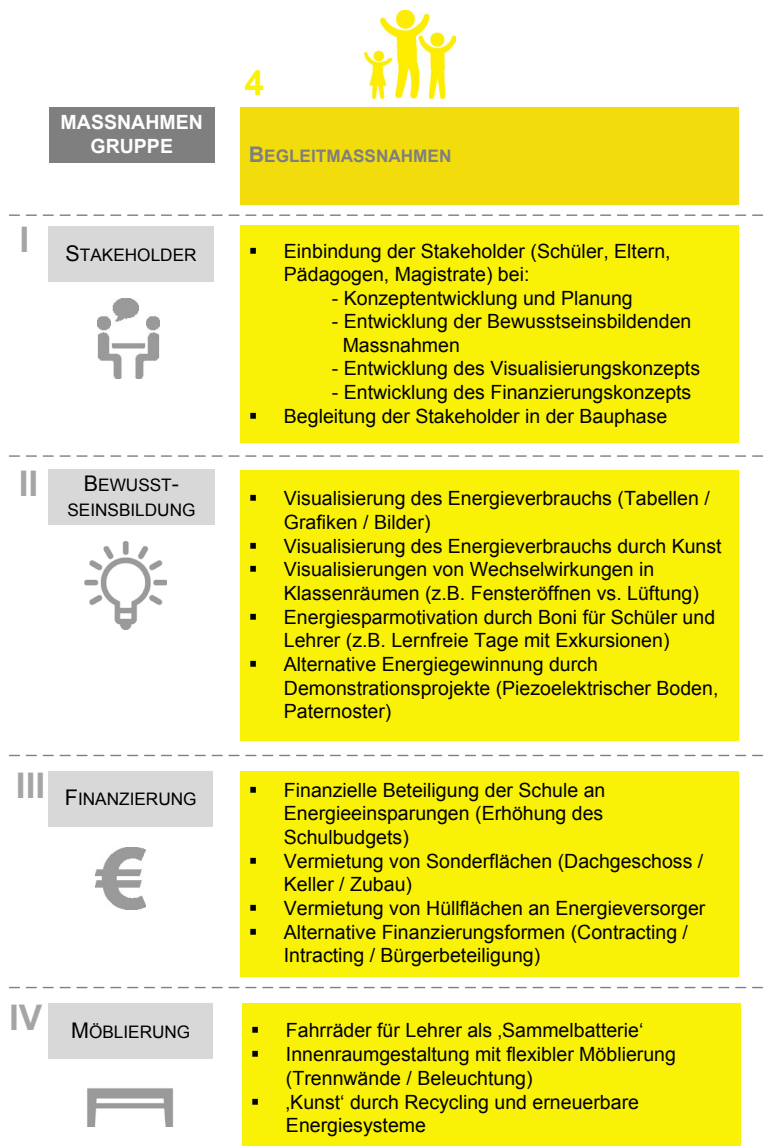 4
MASSNAHMEN
GRUPPE
BEGLEITMASSNAHMEN
I
STAKEHOLDER
▪ Einbindung der Stakeholder (Schüler, Eltern,
Pädagogen, Magistrate) bei:
- Konzeptentwicklung und Planung
- Entwicklung der Bewusstseinsbildenden
Massnahmen
- Entwicklung des Visualisierungskonzepts
- Entwicklung des Finanzierungskonzepts
▪ Begleitung der Stakeholder in der Bauphase
II
BEWUSST-
SEINSBILDUNG
▪ Visualisierung des Energieverbrauchs (Tabellen /
Grafiken / Bilder)
▪ Visualisierung des Energieverbrauchs durch Kunst
▪ Visualisierungen von Wechselwirkungen in
Klassenräumen (z.B. Fensteröffnen vs. Lüftung)
▪ Energiesparmotivation durch Boni für Schüler und
Lehrer (z.B. Lernfreie Tage mit Exkursionen)
▪ Alternative Energiegewinnung durch
Demonstrationsprojekte (Piezoelektrischer Boden,
Paternoster)
III
FINANZIERUNG
€
▪ Finanzielle Beteiligung der Schule an
Energieeinsparungen (Erhöhung des
Schulbudgets)
▪ Vermietung von Sonderflächen (Dachgeschoss /
Keller / Zubau)
▪ Vermietung von Hüllflächen an Energieversorger
▪ Alternative Finanzierungsformen (Contracting /
Intracting / Bürgerbeteiligung)
IV
MÖBLIERUNG
▪ Fahrräder für Lehrer als ‚Sammelbatterie‘
▪ Innenraumgestaltung mit flexibler Möblierung
(Trennwände / Beleuchtung)
▪ ‚Kunst‘ durch Recycling und erneuerbare
Energiesysteme